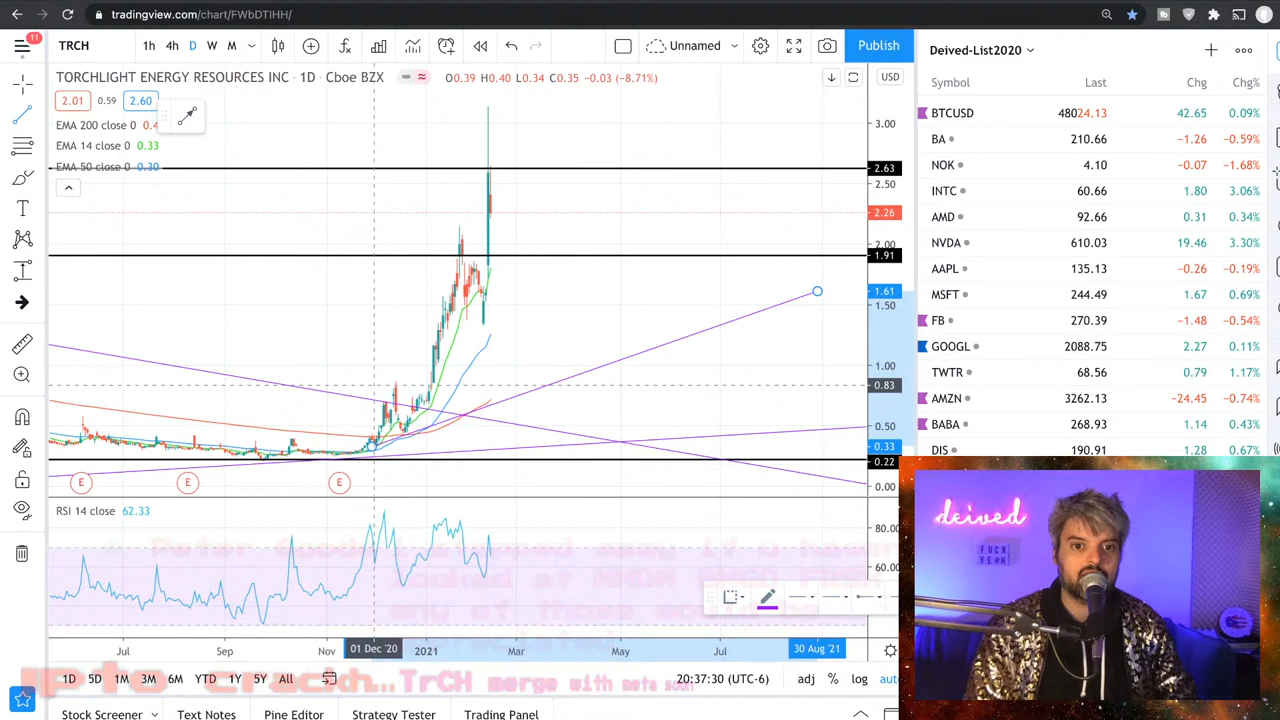 tradingview.com/chart/FWbDTIHH/
11
TRCH 1h 4h D W M Unnamed Publish
TORCHLIGHT ENERGY RESOURCES INC · 1D · Cboe BZX O0.39 H0.40 L0.34 C0.35 −0.03 (−8.71%) USD
2.01 0.59 2.60
EMA 200 close 0 0.4
EMA 14 close 0 0.33
EMA 50 close 0 0.30
3.00
2.63
2.50
2.26
2.00
1.91
1.61
1.50
1.00
0.83
0.50
0.33
0.22
0.00
E E E
RSI 14 close 62.33
80.00
60.00
Jul Sep Nov 01 Dec '20 2021 Mar May Jul 30 Aug '21
1D 5D 1M 3M 1Y 5Y All 20:37:30 (UTC-6) adj % log auto
TRCH merge with meta soon
Stock Screener Text Notes Pine Editor Strategy Tester Trading Panel
Deived-List2020
Symbol Last Chg Chg%
BTCUSD 48024.13 42.65 0.09%
BA 210.66 −1.26 −0.59%
NOK 4.10 −0.07 −1.68%
INTC 60.66 1.80 3.06%
AMD 92.66 0.31 0.34%
NVDA 610.03 19.46 3.30%
AAPL 135.13 −0.26 −0.19%
MSFT 244.49 1.67 0.69%
FB 270.39 −1.48 −0.54%
GOOGL 2088.75 2.27 0.11%
TWTR 68.56 0.79 1.17%
AMZN 3262.13 −24.45 −0.74%
BABA 268.93 1.14 0.43%
DIS 190.91 1.28 0.67%
deived
FUCK
YE@H